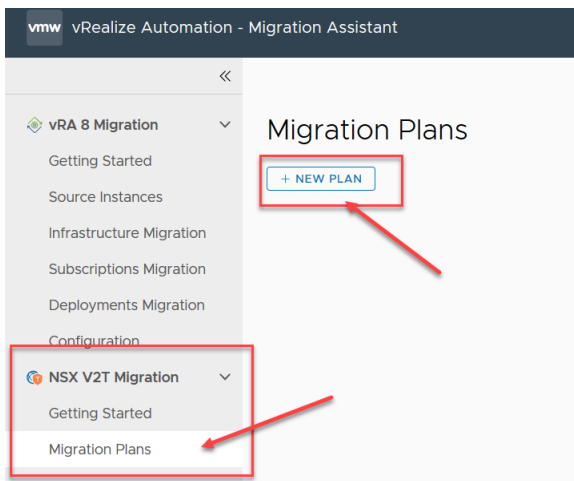 vmw vRealize Automation - Migration Assistant
vRA 8 Migration
Getting Started
Source Instances
Infrastructure Migration
Subscriptions Migration
Deployments Migration
Configuration
NSX V2T Migration
Getting Started
Migration Plans
Migration Plans
+ NEW PLAN